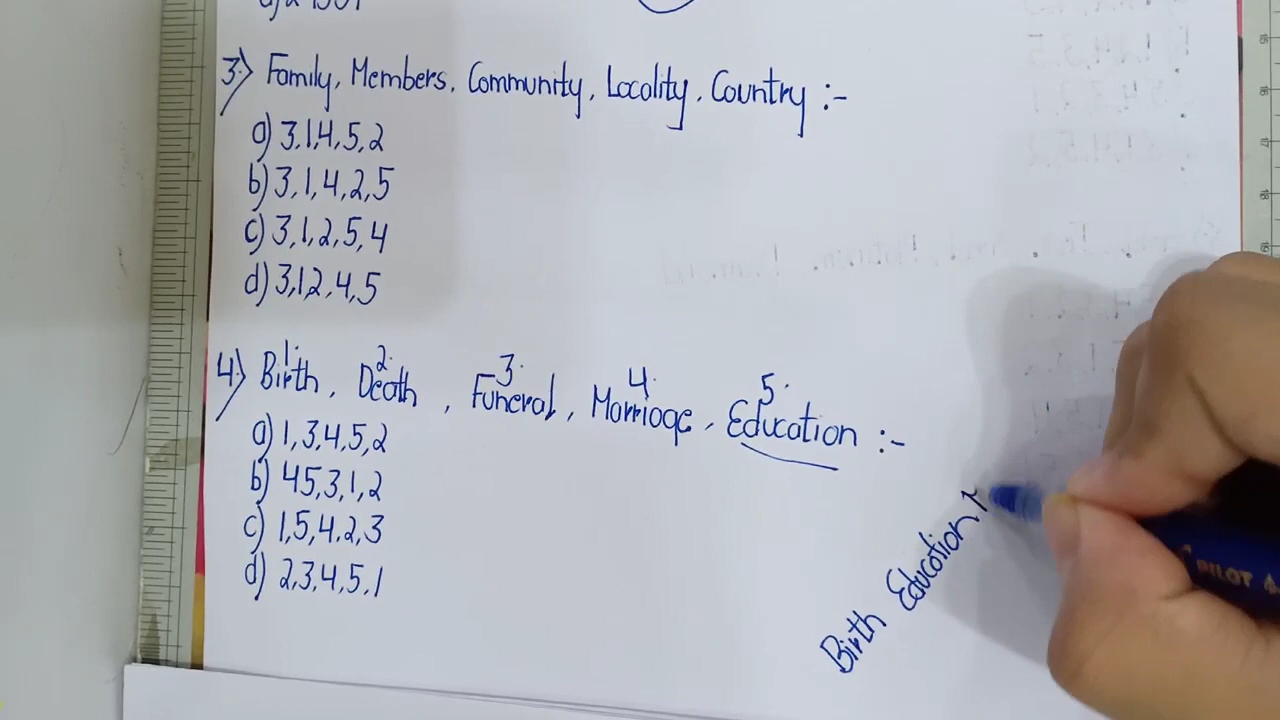 3.) Family, Members, Community, Locality, Country :-
a) 3,1,4,5,2
b) 3,1,4,2,5
c) 3,1,2,5,4
d) 3,1,2,4,5
1. 2. 3. 4. 5.
4.) Birth, Death, Funeral, Marriage, Education :-
a) 1,3,4,5,2
b) 4,5,3,1,2
c) 1,5,4,2,3
d) 2,3,4,5,1
Birth Education
PILOT